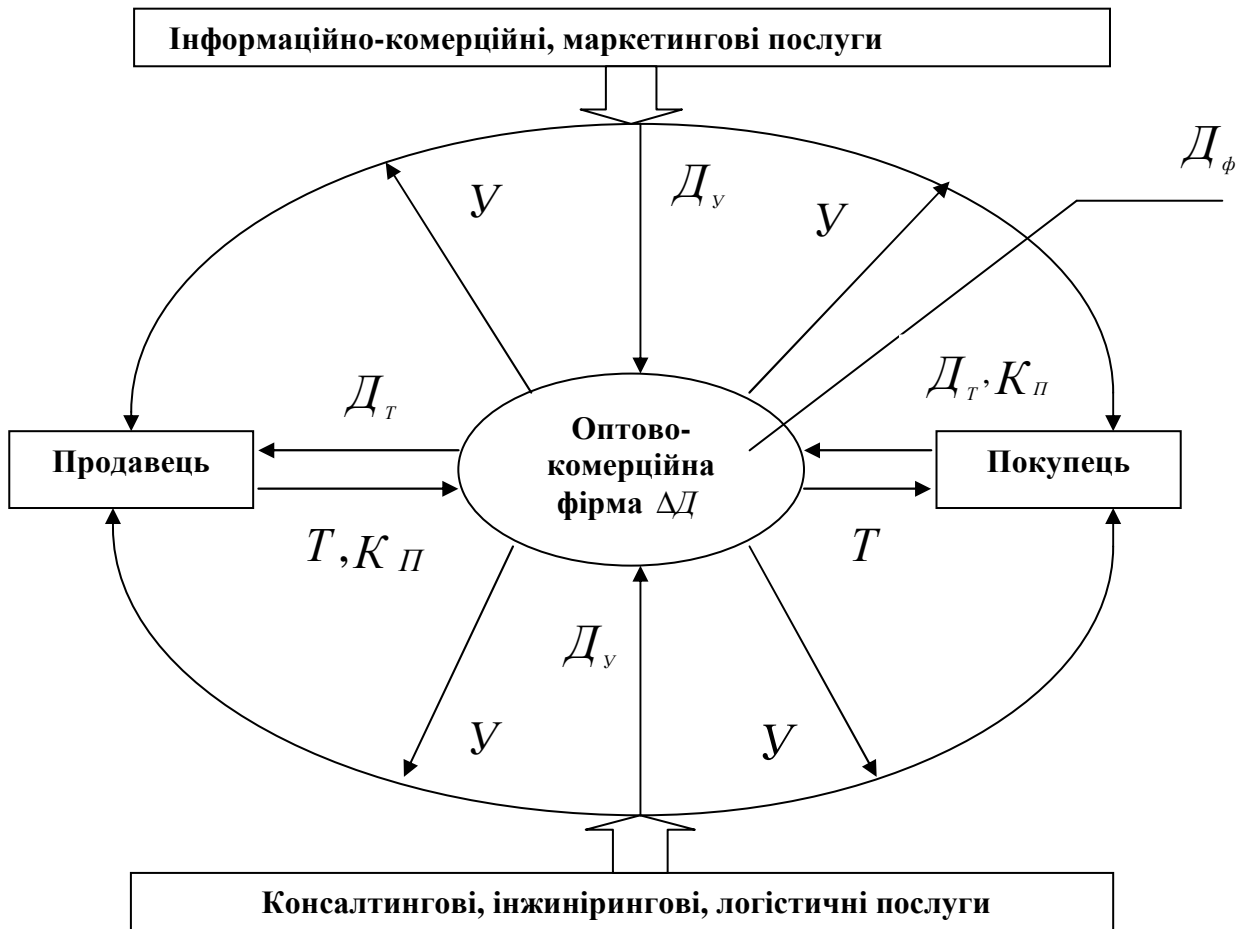 Інформаційно-комерційні, маркетингові послуги
Д ф
У
Д У
У
Д Т
Д Т , К П
Продавець
Оптово-
комерційна
фірма ΔД
Покупець
Т , К П
Т
Д У
У
У
Консалтингові, інжинірингові, логістичні послуги